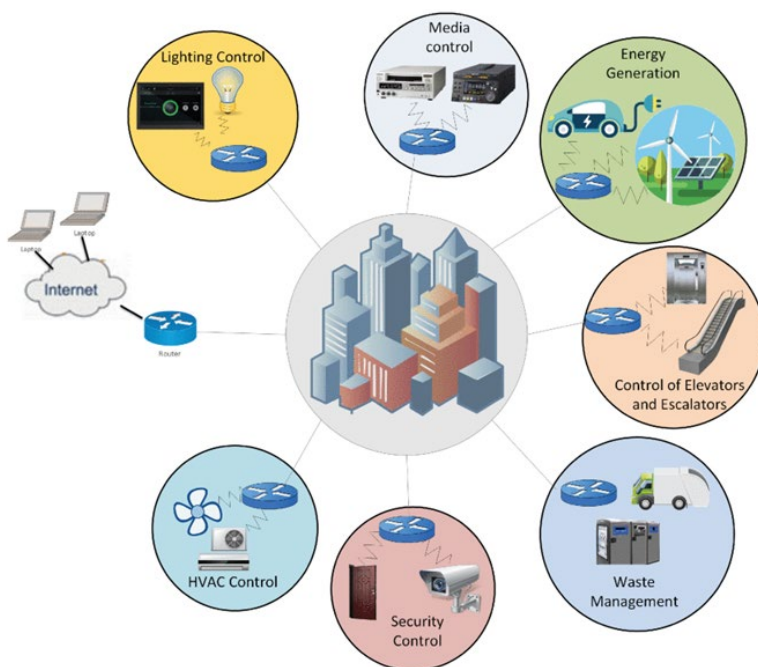 Lighting Control
Media
control
Energy
Generation
Laptop
Laptop
Internet
Router
Control of Elevators
and Escalators
HVAC Control
Security
Control
Waste
Management